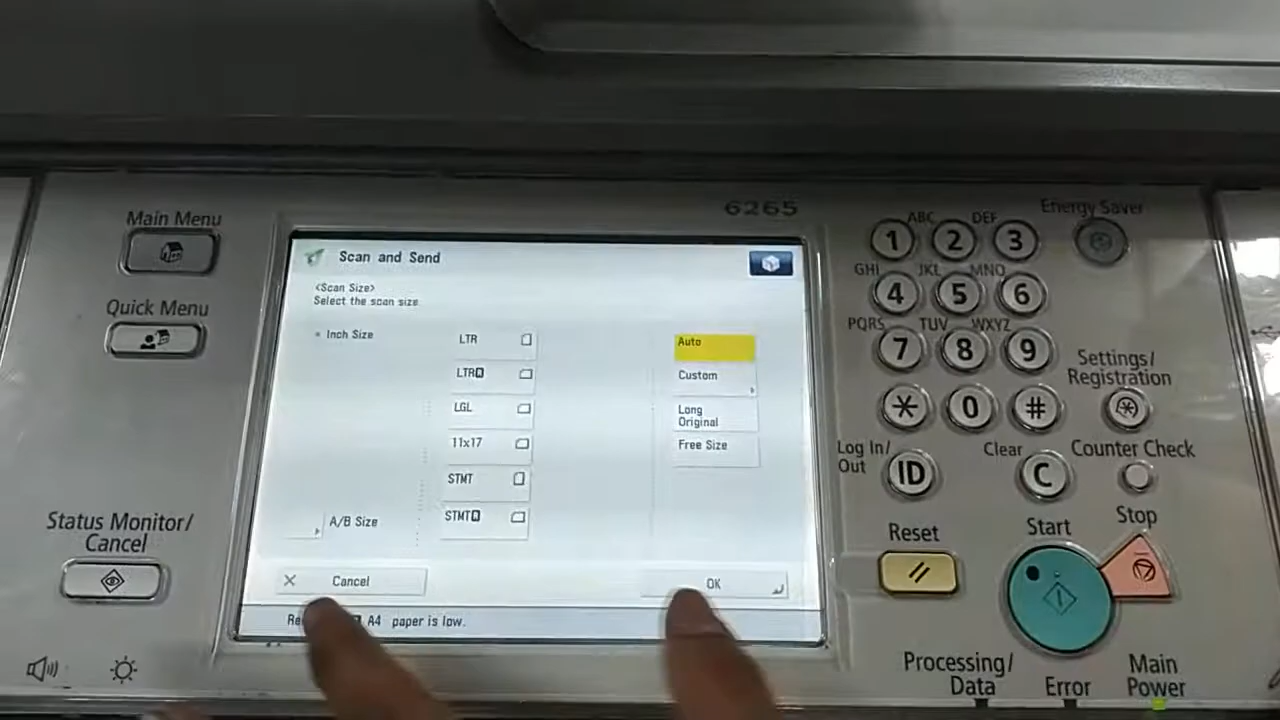 6265
Main Menu
Quick Menu
Status Monitor/
Cancel
Scan and Send
<Scan Size>
Select the scan size
Inch Size
LTR
LTRR
LGL
11x17
STMT
STMTR
A/B Size
Auto
Custom
Long
Original
Free Size
Cancel
OK
A4 paper is low.
Energy Saver
1
ABC
2
DEF
3
GHI
4
JKL
5
MNO
6
PQRS
7
TUV
8
WXYZ
9
*
0
#
Settings/
Registration
Log In/
Out
ID
Clear
C
Counter Check
Reset
Start
Stop
Processing/
Data
Error
Main
Power